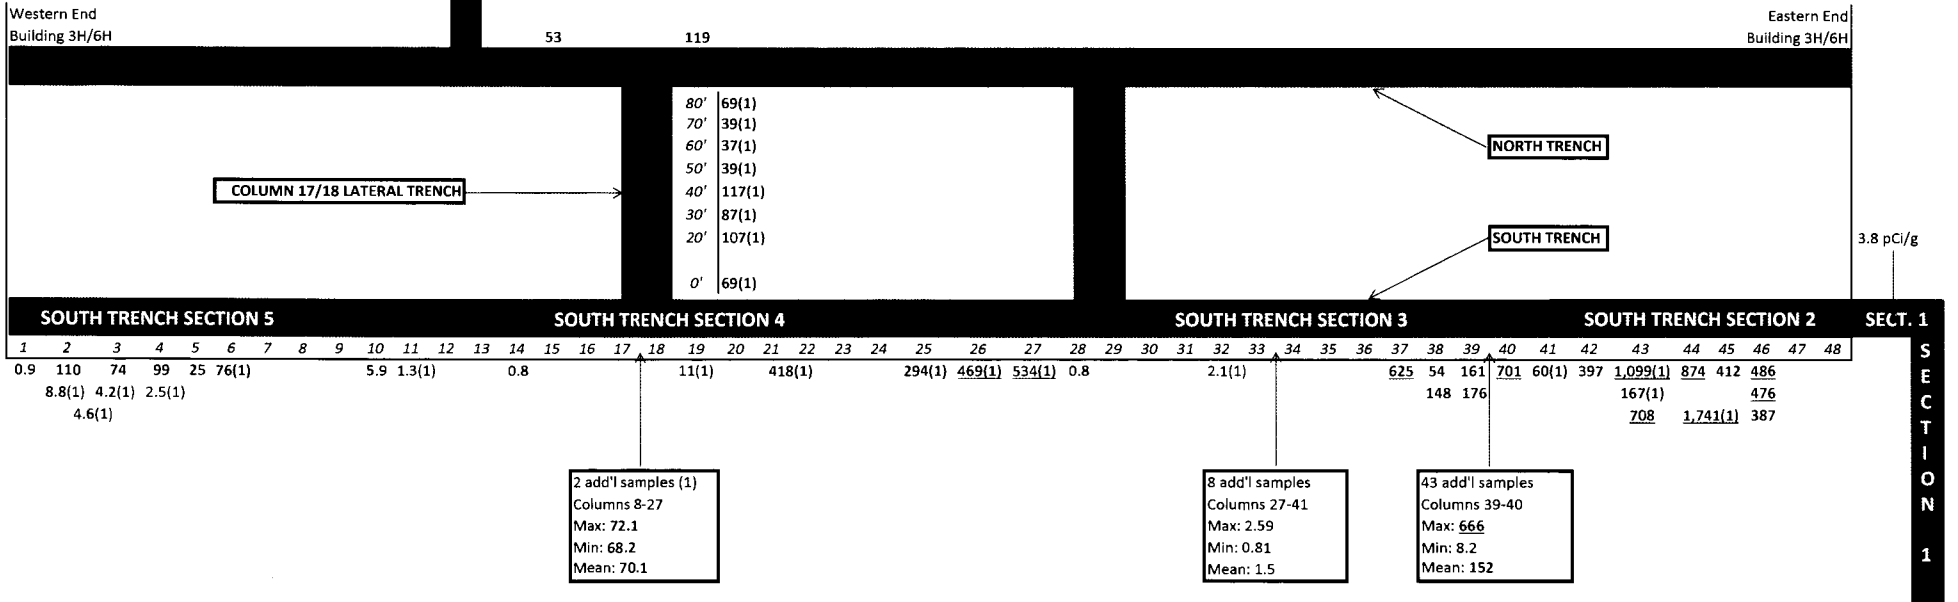 Western End
Building 3H/6H
Eastern End
Building 3H/6H
53 119
80' 69(1)
70' 39(1)
60' 37(1)
50' 39(1)
40' 117(1)
30' 87(1)
20' 107(1)
0' 69(1)
COLUMN 17/18 LATERAL TRENCH
NORTH TRENCH
SOUTH TRENCH
3.8 pCi/g
SOUTH TRENCH SECTION 5 SOUTH TRENCH SECTION 4 SOUTH TRENCH SECTION 3 SOUTH TRENCH SECTION 2 SECT. 1
1 2 3 4 5 6 7 8 9 10 11 12 13 14 15 16 17 18 19 20 21 22 23 24 25 26 27 28 29 30 31 32 33 34 35 36 37 38 39 40 41 42 43 44 45 46 47 48
0.9 110 74 99 25 76(1) 5.9 1.3(1) 0.8 11(1) 418(1) 294(1) 469(1) 534(1) 0.8 2.1(1) 625 54 161 701 60(1) 397 1,099(1) 874 412 486
8.8(1) 4.2(1) 2.5(1) 148 176 167(1) 476
4.6(1) 708 1,741(1) 387
2 add'l samples (1)
Columns 8-27
Max: 72.1
Min: 68.2
Mean: 70.1
8 add'l samples
Columns 27-41
Max: 2.59
Min: 0.81
Mean: 1.5
43 add'l samples
Columns 39-40
Max: 666
Min: 8.2
Mean: 152
SECTION 1